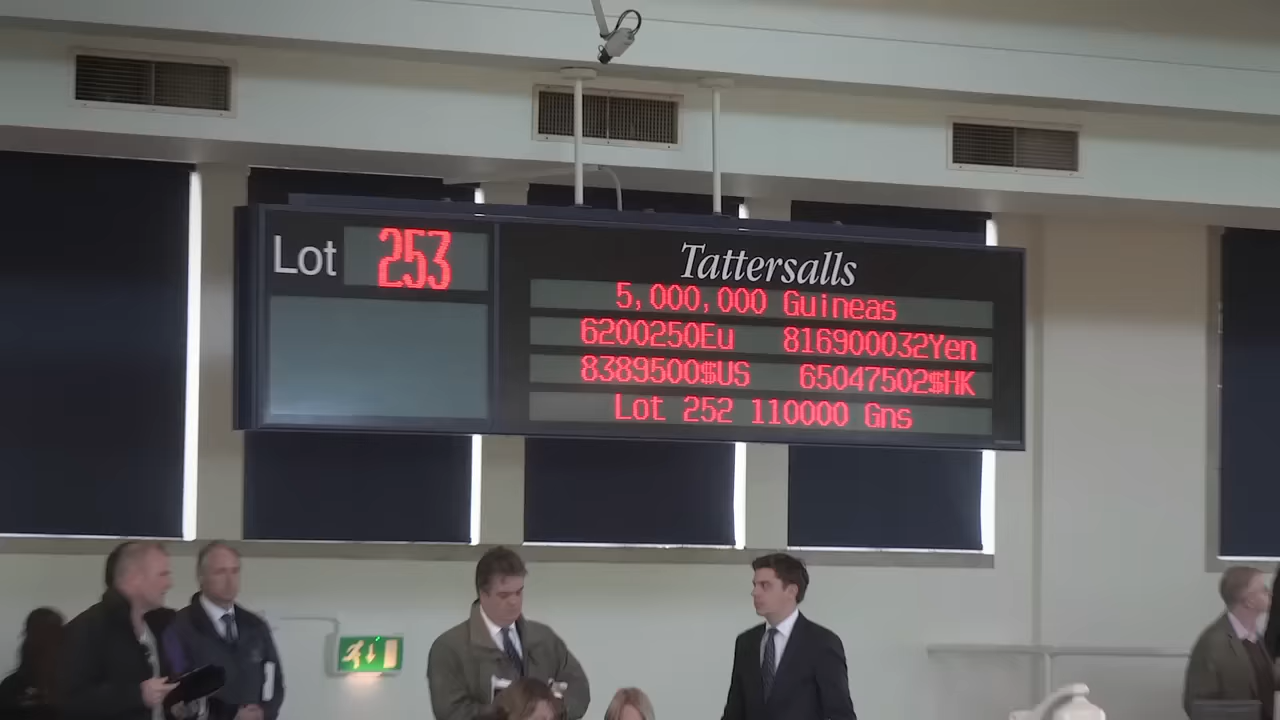 Lot 253
Tattersalls
5,000,000 Guineas
6200250Eu 816900032Yen
8389500$US 65047502$HK
Lot 252 110000 Gns